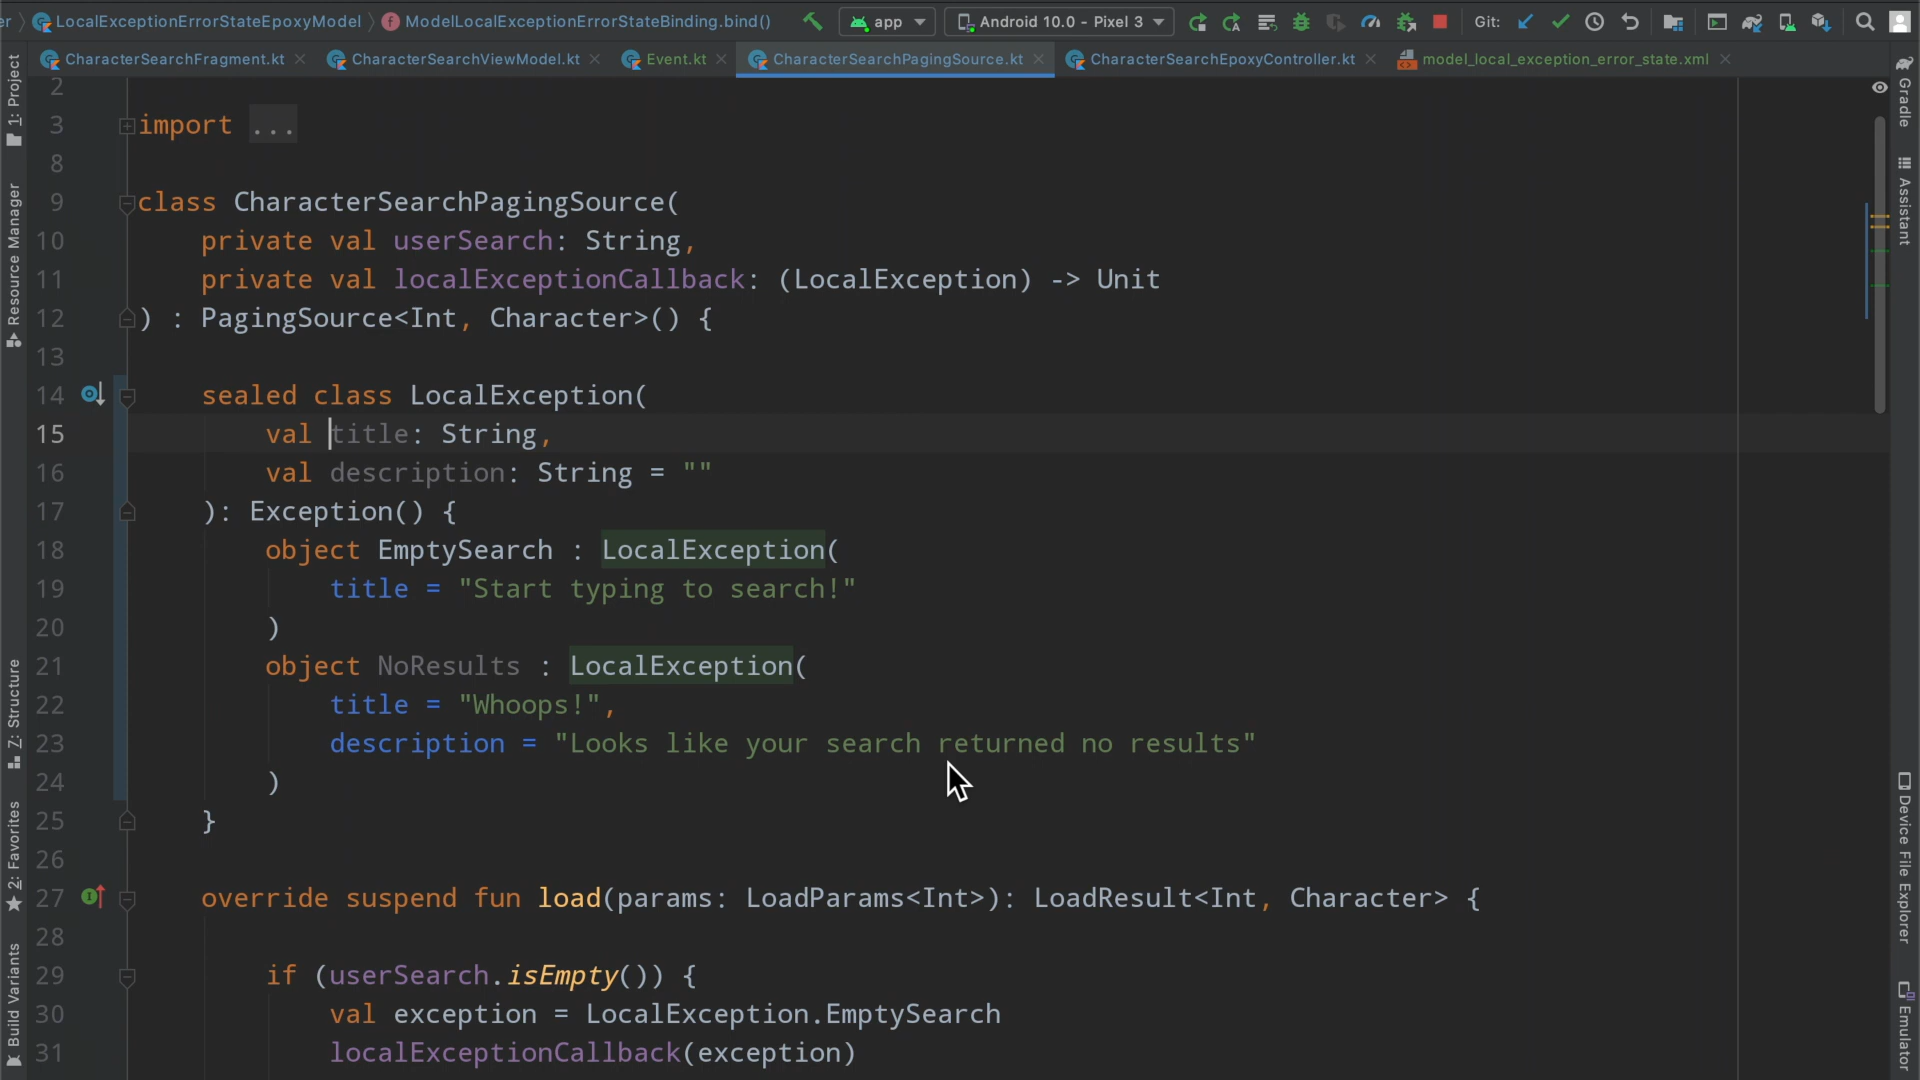 er LocalExceptionErrorStateEpoxyModel ModelLocalExceptionErrorStateBinding.bind() app Android 10.0 - Pixel 3 Git:
CharacterSearchFragment.kt CharacterSearchViewModel.kt Event.kt CharacterSearchPagingSource.kt CharacterSearchEpoxyController.kt model_local_exception_error_state.xml
1: Project
Resource Manager
Z: Structure
2: Favorites
Build Variants
2
3 import ...
8
9 class CharacterSearchPagingSource(
10 private val userSearch: String,
11 private val localExceptionCallback: (LocalException) -> Unit
12 ) : PagingSource<Int, Character>() {
13
14 sealed class LocalException(
15 val title: String,
16 val description: String = ""
17 ): Exception() {
18 object EmptySearch : LocalException(
19 title = "Start typing to search!"
20 )
21 object NoResults : LocalException(
22 title = "Whoops!",
23 description = "Looks like your search returned no results"
24 )
25 }
26
27 override suspend fun load(params: LoadParams<Int>): LoadResult<Int, Character> {
28
29 if (userSearch.isEmpty()) {
30 val exception = LocalException.EmptySearch
31 localExceptionCallback(exception)
Gradle
Assistant
Device File Explorer
Emulator